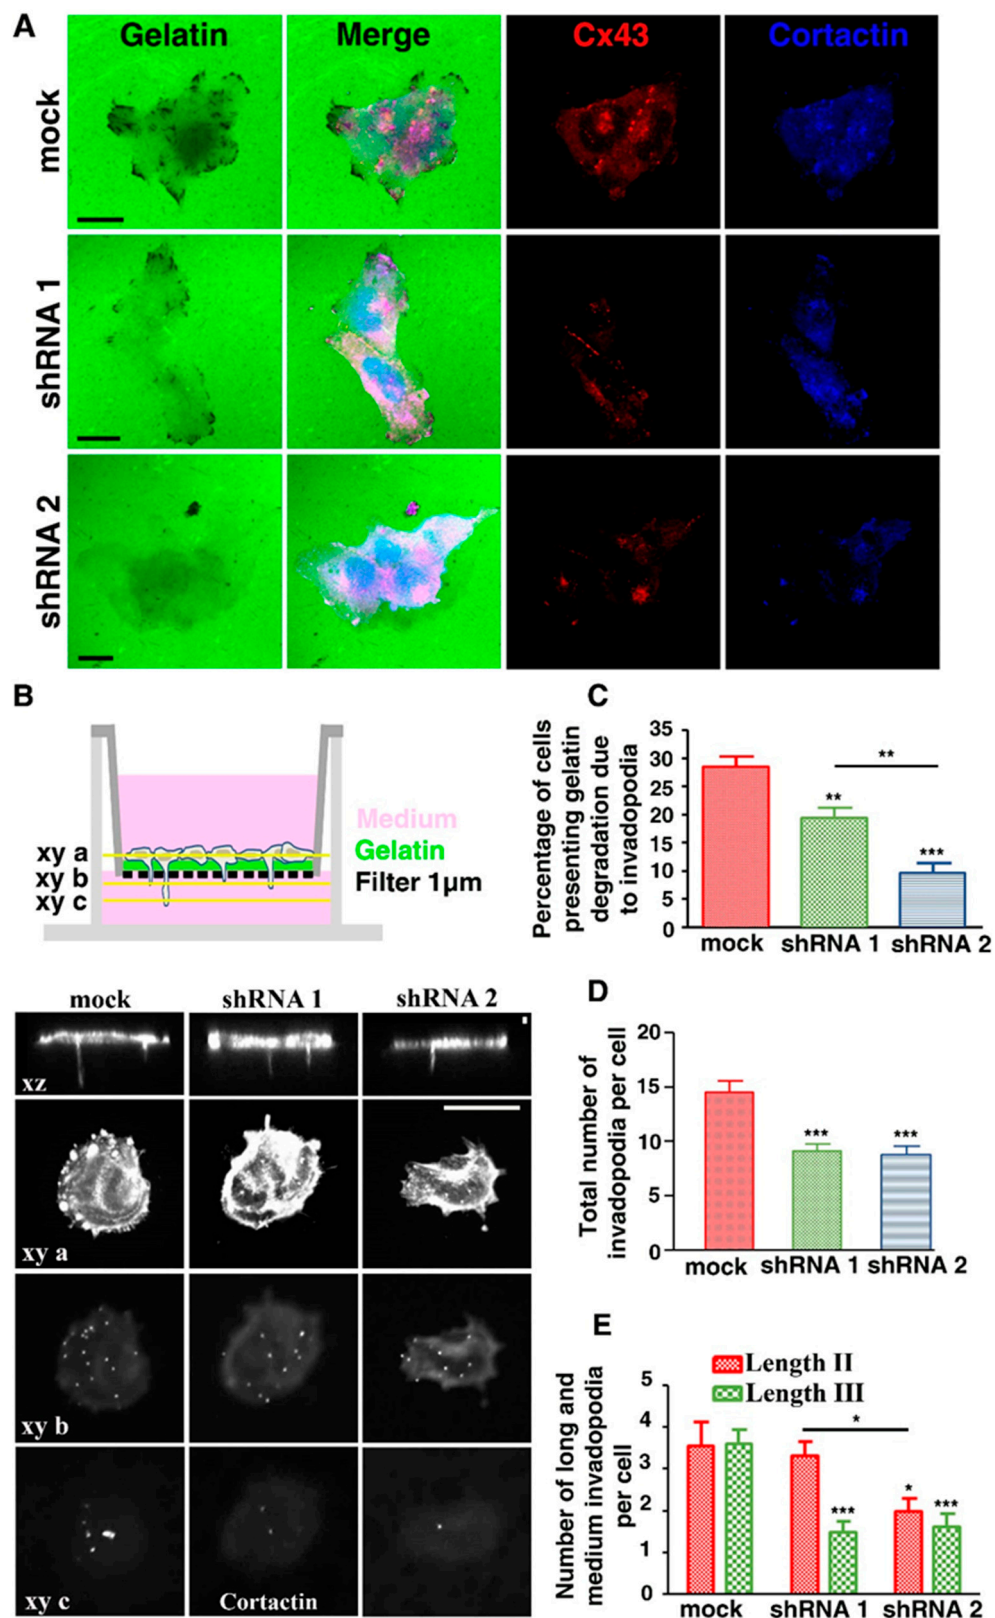 A
Gelatin
Merge
Cx43
Cortactin
mock
shRNA 1
shRNA 2
B
Medium
Gelatin
Filter 1µm
xy a
xy b
xy c
mock
shRNA 1
shRNA 2
xz
xy a
xy b
xy c
Cortactin
C
Percentage of cells
presenting gelatin
degradation due
to invadopodia
35
30
25
20
15
10
5
0
**
**
***
mock
shRNA 1
shRNA 2
D
Total number of
invadopodia per cell
20
15
10
5
0
***
***
mock
shRNA 1
shRNA 2
E
Length II
Length III
Number of long and
medium invadopodia
per cell
5
4
3
2
1
0
*
***
*
***
mock
shRNA 1
shRNA 2